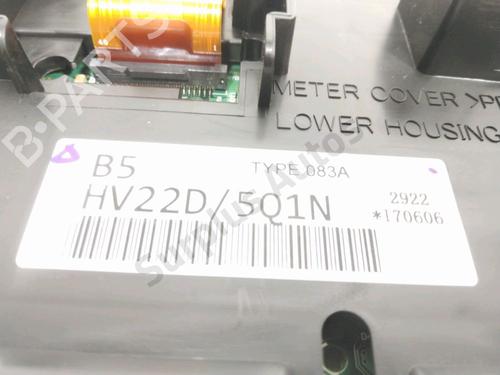 METER COVER >P
LOWER HOUSING
B5 TYPE 083A
HV22D/5Q1N 2922
*170606
B-PARTS
Surplus Autos